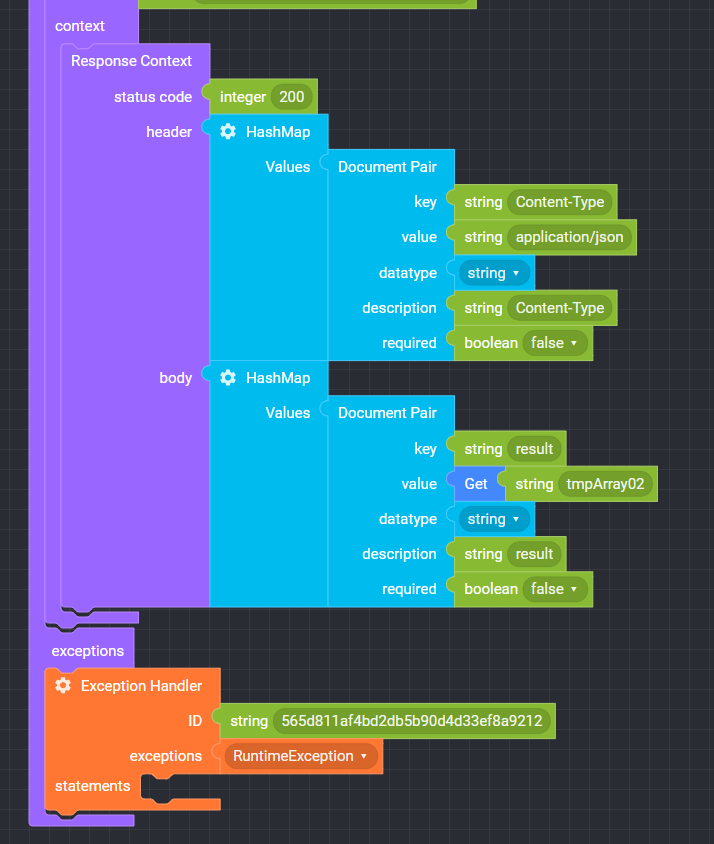 context
Response Context
status code integer 200
header HashMap
Values Document Pair
key string Content-Type
value string application/json
datatype string
description string Content-Type
required boolean false
body HashMap
Values Document Pair
key string result
value Get string tmpArray02
datatype string
description string result
required boolean false
exceptions
Exception Handler
ID string 565d811af4bd2db5b90d4d33ef8a9212
exceptions RuntimeException
statements